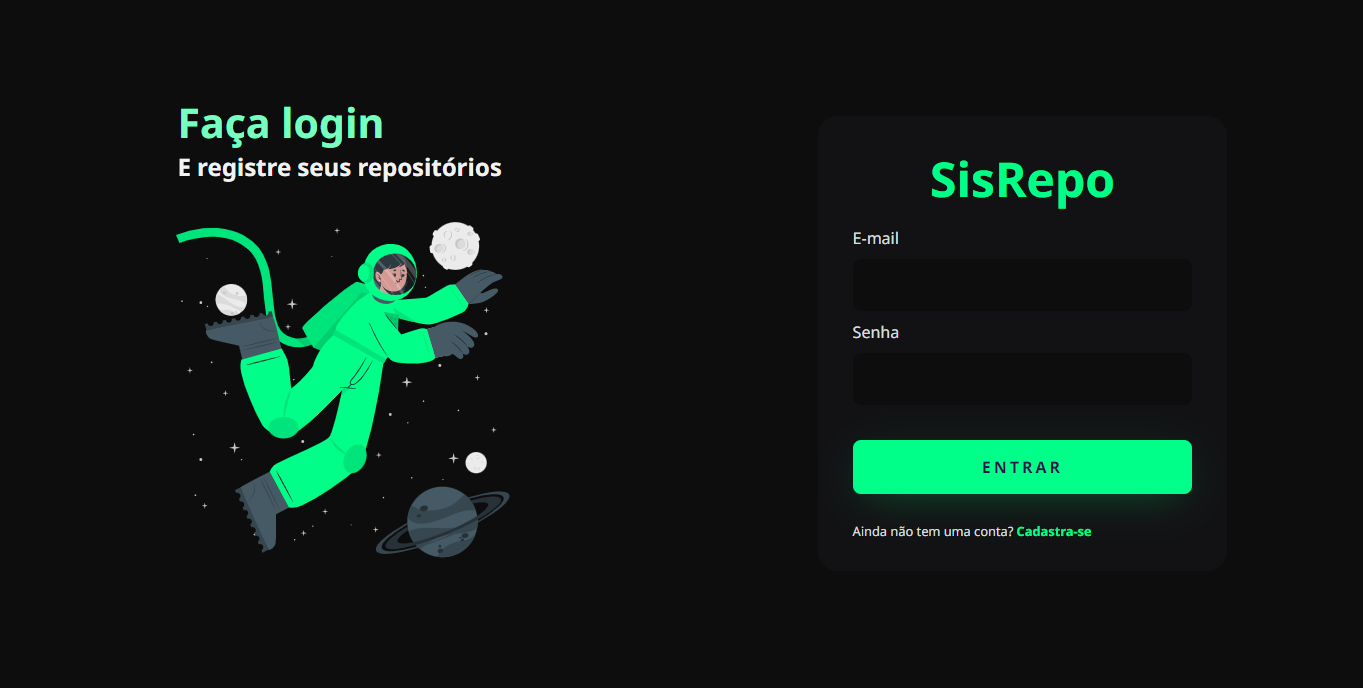 Faça login
E registre seus repositórios
SisRepo
E-mail
Senha
ENTRAR
Ainda não tem uma conta? Cadastra-se